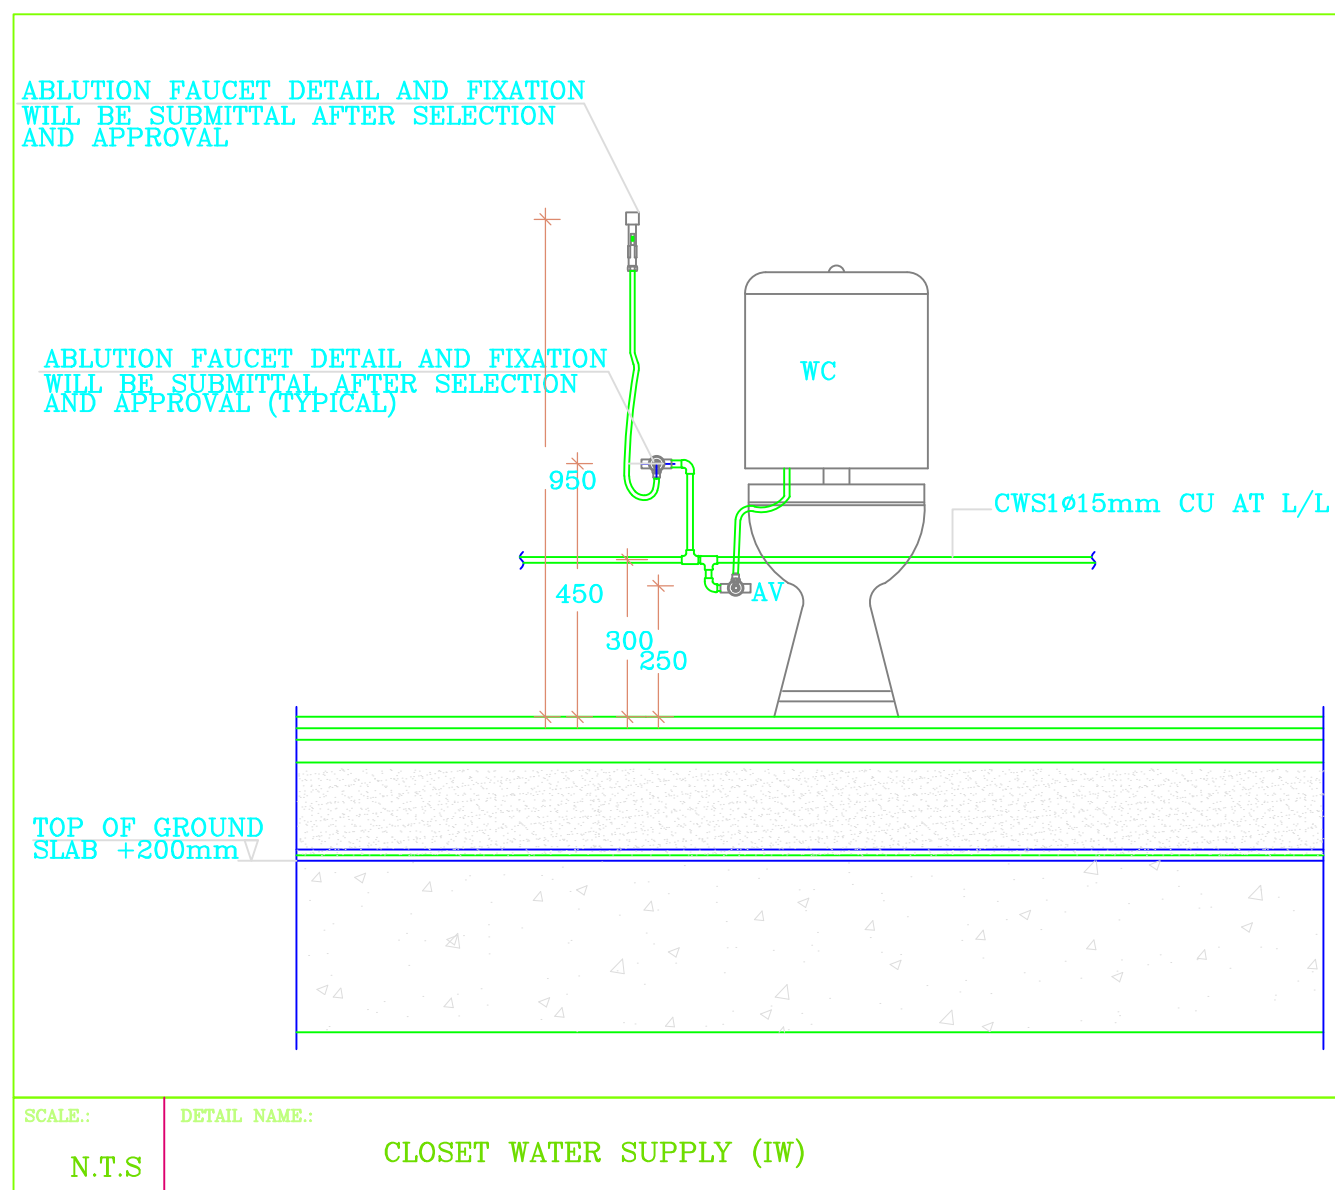 ABLUTION FAUCET DETAIL AND FIXATION
WILL BE SUBMITTAL AFTER SELECTION
AND APPROVAL
ABLUTION FAUCET DETAIL AND FIXATION
WILL BE SUBMITTAL AFTER SELECTION
AND APPROVAL (TYPICAL)
WC
950
CWS1ø15mm CU AT L/L
450
AV
300
250
TOP OF GROUND
SLAB +200mm
SCALE.:
DETAIL NAME.:
CLOSET WATER SUPPLY (IW)
N.T.S